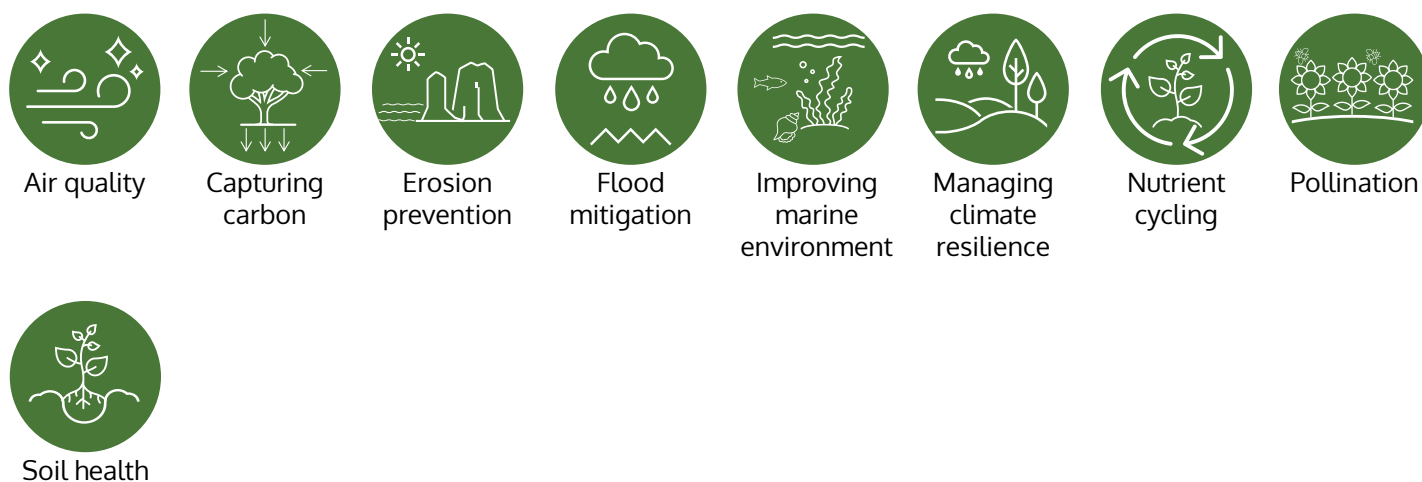 Air quality
Capturing
carbon
Erosion
prevention
Flood
mitigation
Improving
marine
environment
Managing
climate
resilience
Nutrient
cycling
Pollination
Soil health